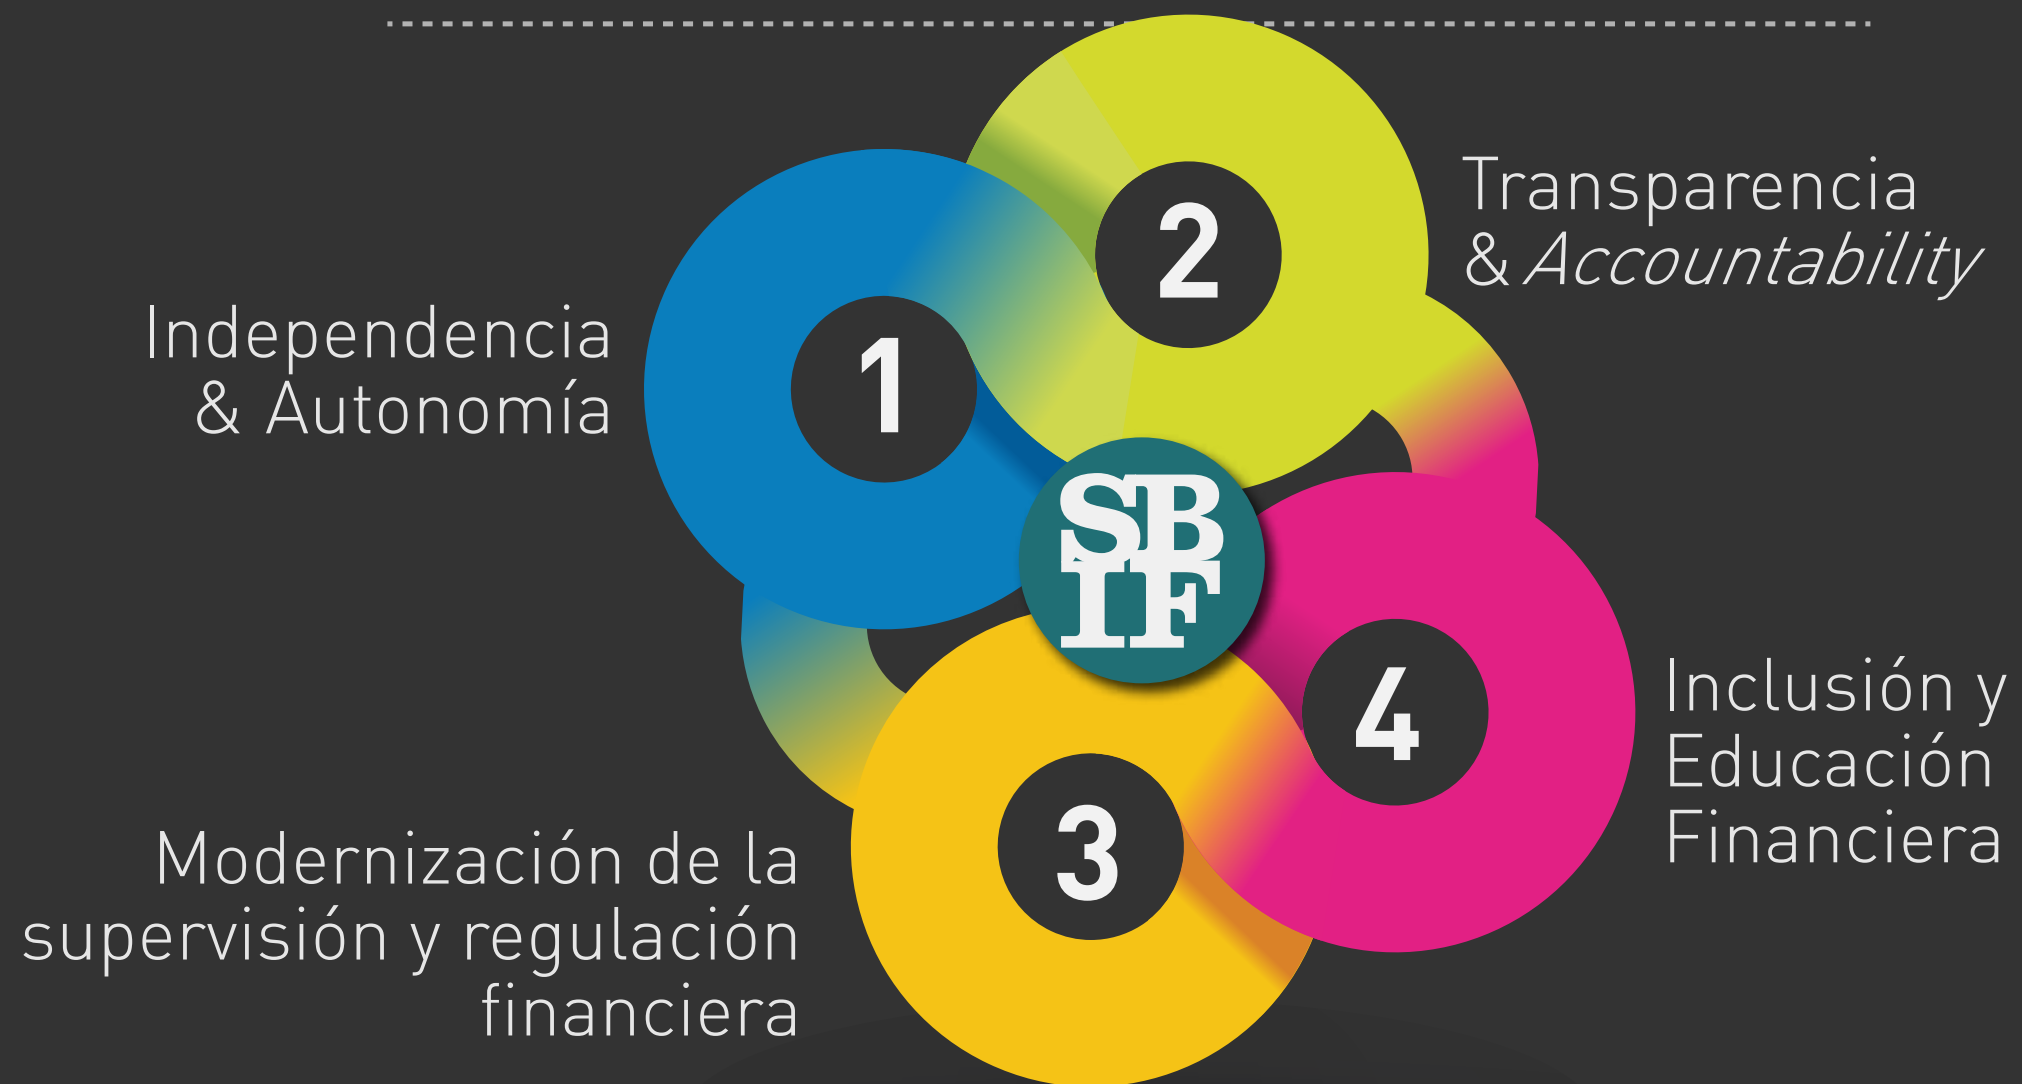 1
Independencia
& Autonomía
2
Transparencia
& Accountability
SB
IF
3
Modernización de la
supervisión y regulación
financiera
4
Inclusión y
Educación
Financiera